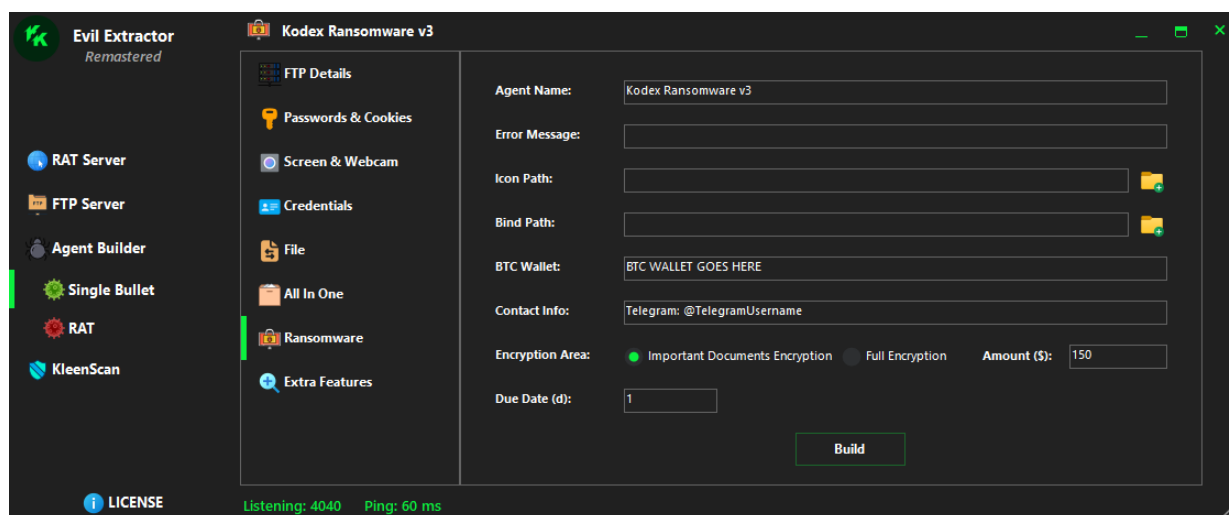 Evil Extractor
Remastered
RAT Server
FTP Server
Agent Builder
Single Bullet
RAT
KleenScan
LICENSE
Kodex Ransomware v3
FTP Details
Passwords & Cookies
Screen & Webcam
Credentials
File
All In One
Ransomware
Extra Features
Agent Name: Kodex Ransomware v3
Error Message:
Icon Path:
Bind Path:
BTC Wallet: BTC WALLET GOES HERE
Contact Info: Telegram: @TelegramUsername
Encryption Area: Important Documents Encryption Full Encryption Amount ($): 150
Due Date (d): 1
Build
Listening: 4040 Ping: 60 ms